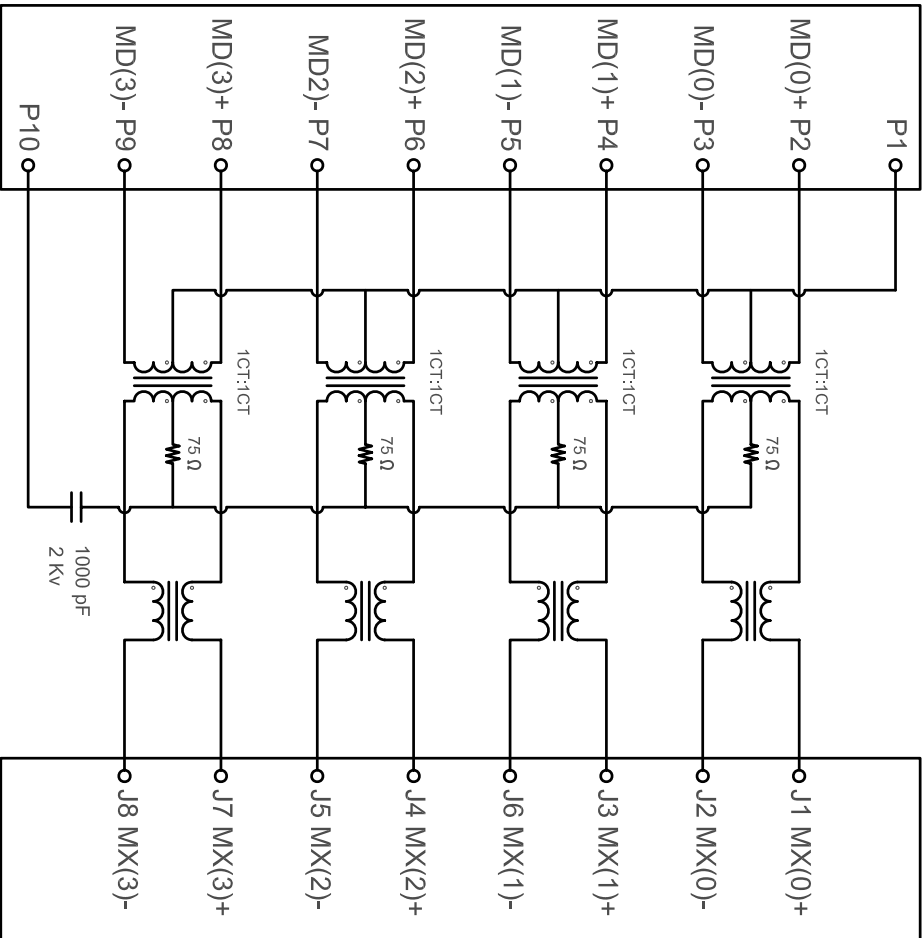 P1
MD(0)+ P2
MD(0)- P3
MD(1)+ P4
MD(1)- P5
MD(2)+ P6
MD2)- P7
MD(3)+ P8
MD(3)- P9
P10
1CT:1CT
1CT:1CT
1CT:1CT
1CT:1CT
75 Ω
75 Ω
75 Ω
75 Ω
1000 pF
2 Kv
J1 MX(0)+
J2 MX(0)-
J3 MX(1)+
J6 MX(1)-
J4 MX(2)+
J5 MX(2)-
J7 MX(3)+
J8 MX(3)-